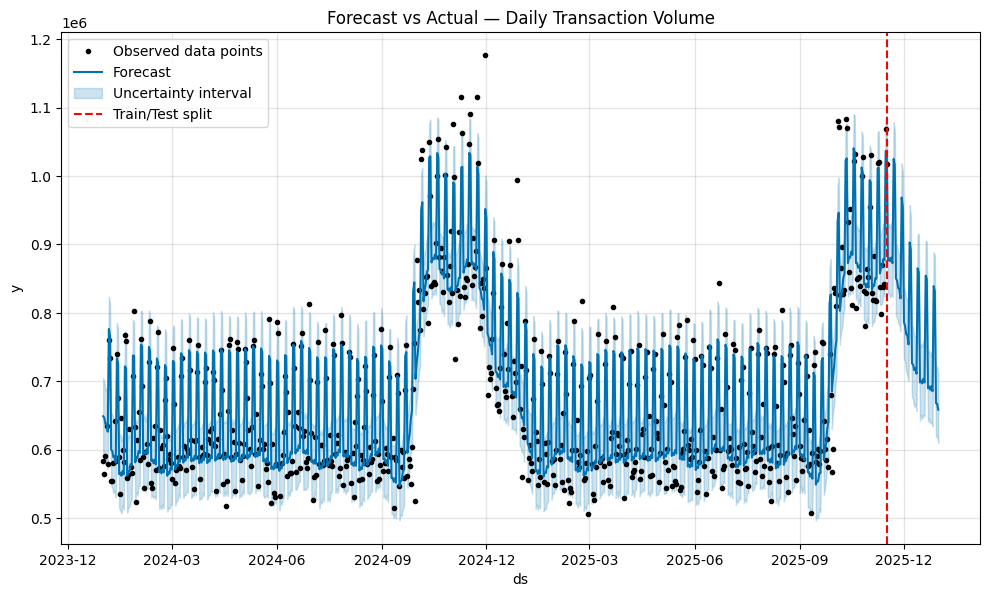 Forecast vs Actual — Daily Transaction Volume
1e6
Observed data points
Forecast
Uncertainty interval
Train/Test split
1.2
1.1
1.0
0.9
0.8
0.7
0.6
0.5
y
2023-12
2024-03
2024-06
2024-09
2024-12
2025-03
2025-06
2025-09
2025-12
ds